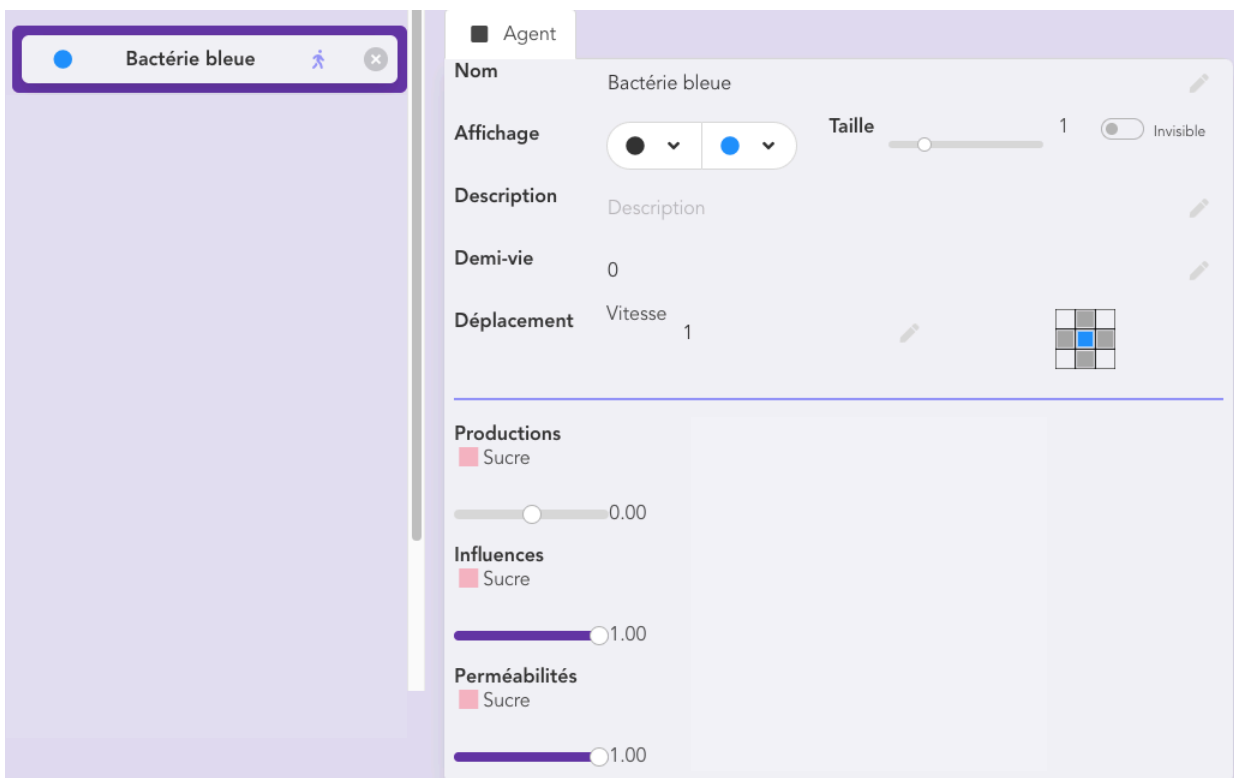 Bactérie bleue
Agent
Nom
Bactérie bleue
Affichage
Taille
1
Invisible
Description
Description
Demi-vie
0
Déplacement
Vitesse
1
Productions
Sucre
0.00
Influences
Sucre
1.00
Perméabilités
Sucre
1.00